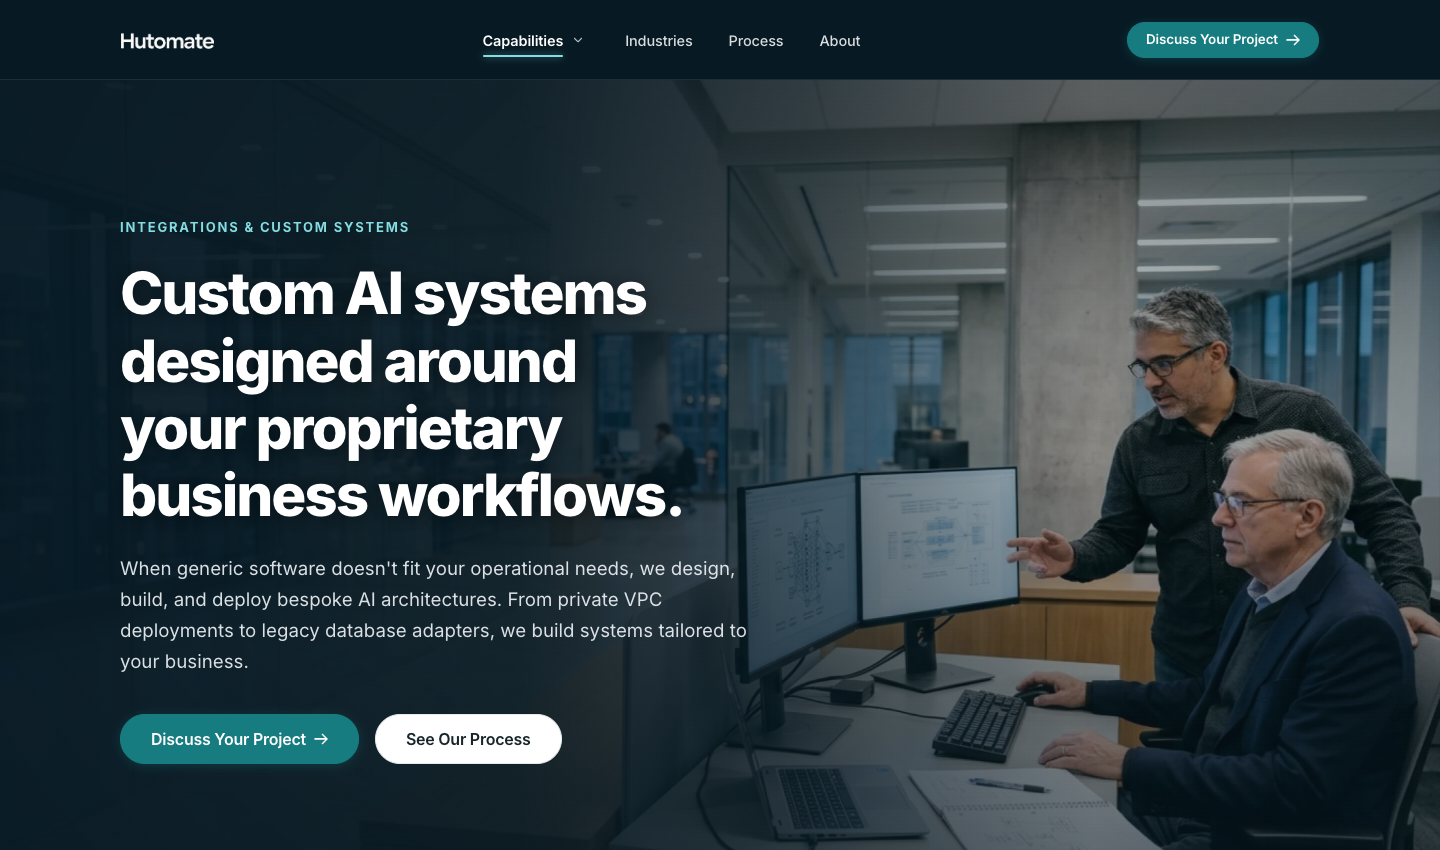 Hutomate
Capabilities
Industries
Process
About
Discuss Your Project
INTEGRATIONS & CUSTOM SYSTEMS
Custom AI systems
designed around
your proprietary
business workflows.
When generic software doesn't fit your operational needs, we design,
build, and deploy bespoke AI architectures. From private VPC
deployments to legacy database adapters, we build systems tailored to
your business.
Discuss Your Project
See Our Process